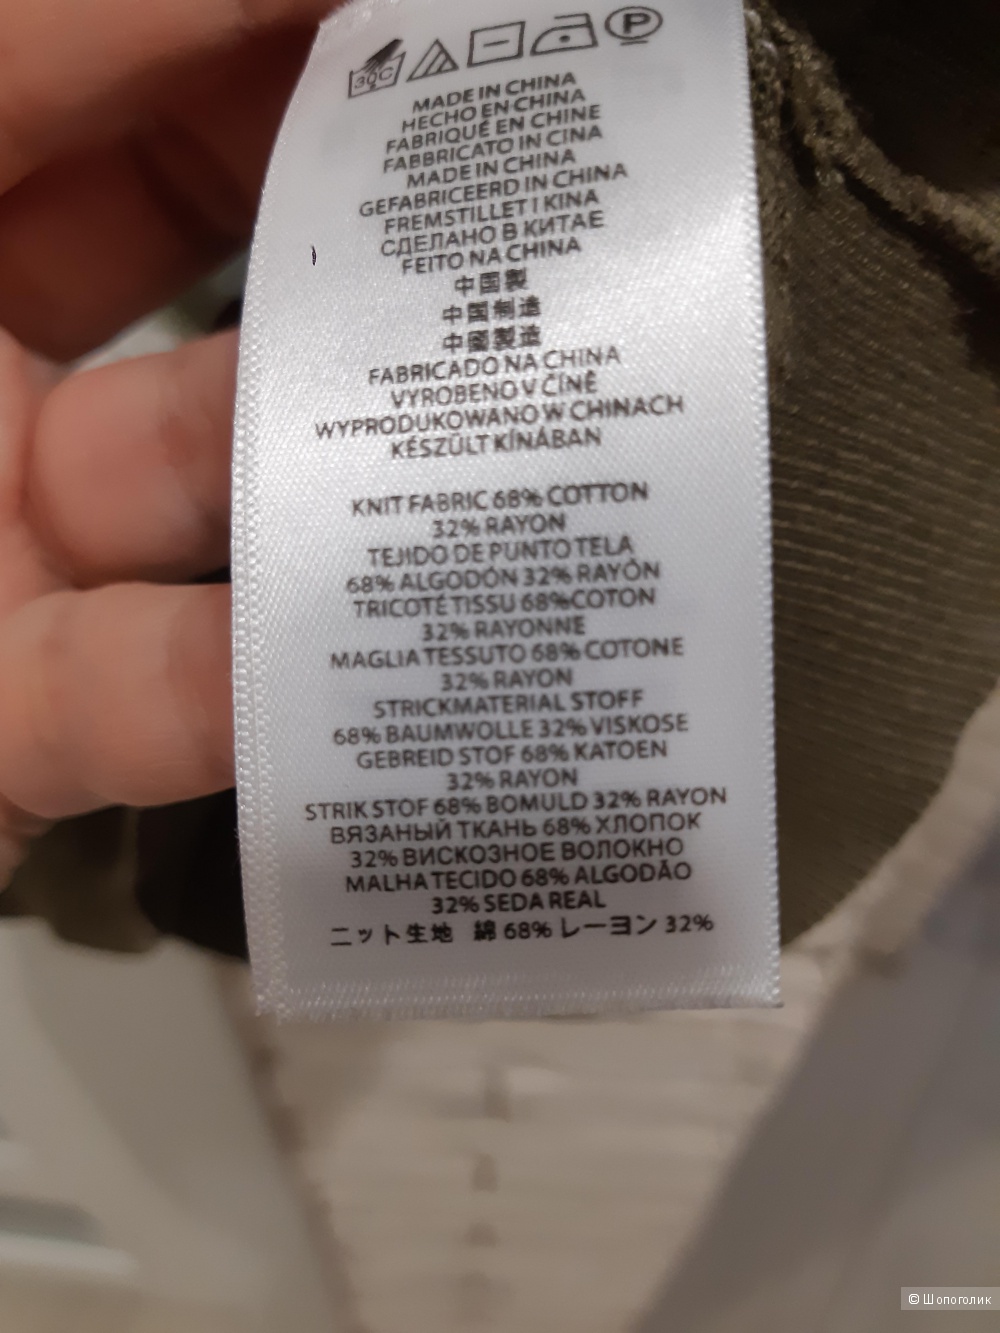 30C P
MADE IN CHINA
HECHO EN CHINA
FABRIQUÉ EN CHINE
FABBRICATO IN CINA
MADE IN CHINA
GEFABRICEERD IN CHINA
FREMSTILLET I KINA
СДЕЛАНО В КИТАЕ
FEITO NA CHINA
中国製
中国制造
中國製造
FABRICADO NA CHINA
VYROBENO V ČÍNĚ
WYPRODUKOWANO W CHINACH
KÉSZÜLT KÍNÁBAN
KNIT FABRIC 68% COTTON
32% RAYON
TEJIDO DE PUNTO TELA
68% ALGODÓN 32% RAYÓN
TRICOTÉ TISSU 68%COTON
32% RAYONNE
MAGLIA TESSUTO 68% COTONE
32% RAYON
STRICKMATERIAL STOFF
68% BAUMWOLLE 32% VISKOSE
GEBREID STOF 68% KATOEN
32% RAYON
STRIK STOF 68% BOMULD 32% RAYON
ВЯЗАНЫЙ ТКАНЬ 68% ХЛОПОК
32% ВИСКОЗНОЕ ВОЛОКНО
MALHA TECIDO 68% ALGODÃO
32% SEDA REAL
ニット生地 綿 68% レーヨン 32%
© Шопоголик